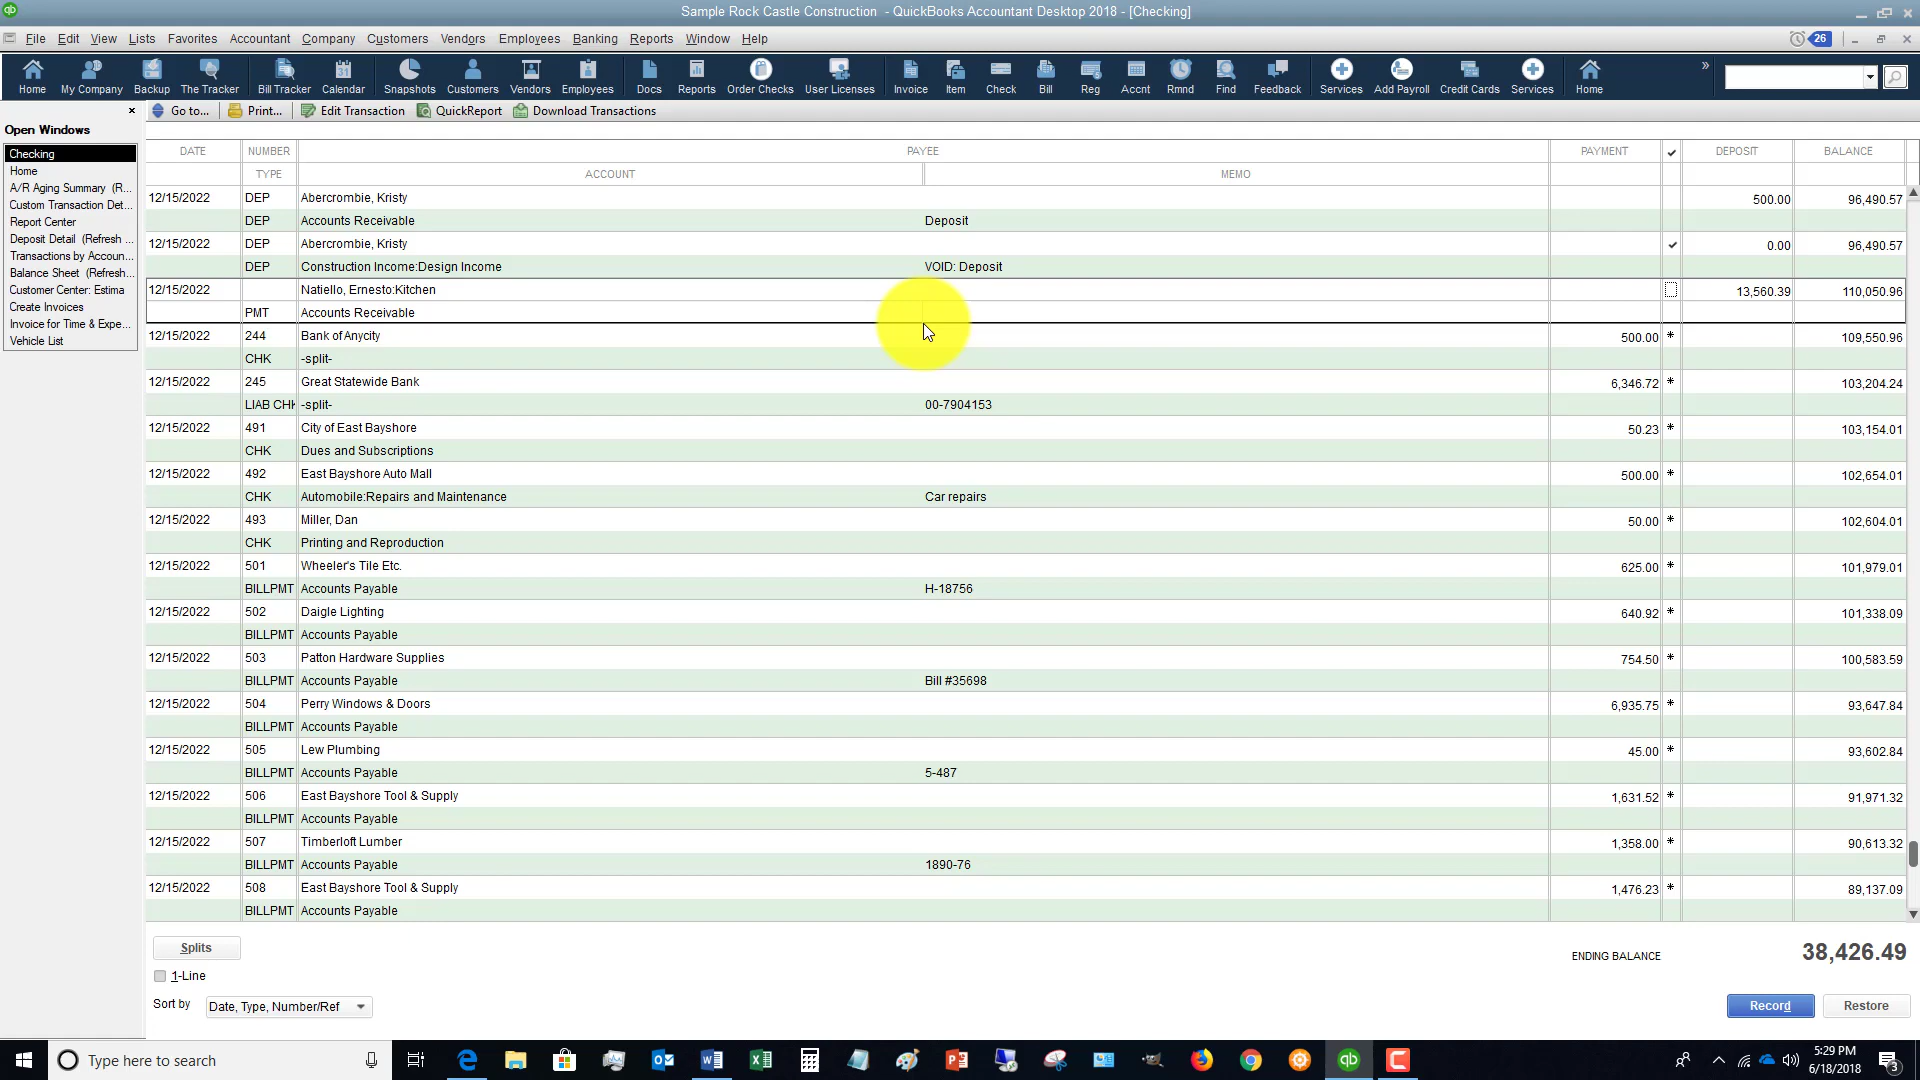 Sample Rock Castle Construction - QuickBooks Accountant Desktop 2018 - [Checking]
File Edit View Lists Favorites Accountant Company Customers Vendors Employees Banking Reports Window Help 26
Home My Company Backup The Tracker Bill Tracker Calendar Snapshots Customers Vendors Employees Docs Reports Order Checks User Licenses Invoice Item Check Bill Reg Accnt Rmnd Find Feedback Services Add Payroll Credit Cards Services Home
Go to... Print... Edit Transaction QuickReport Download Transactions
Open Windows
Checking
Home
A/R Aging Summary (R...
Custom Transaction Det...
Report Center
Deposit Detail (Refresh ...
Transactions by Accoun...
Balance Sheet (Refresh...
Customer Center: Estima
Create Invoices
Invoice for Time & Expe...
Vehicle List
DATE NUMBER PAYEE PAYMENT ✓ DEPOSIT BALANCE
TYPE ACCOUNT MEMO
12/15/2022 DEP Abercrombie, Kristy 500.00 96,490.57
DEP Accounts Receivable Deposit
12/15/2022 DEP Abercrombie, Kristy ✓ 0.00 96,490.57
DEP Construction Income:Design Income VOID: Deposit
12/15/2022 Natiello, Ernesto:Kitchen 13,560.39 110,050.96
PMT Accounts Receivable
12/15/2022 244 Bank of Anycity 500.00 * 109,550.96
CHK -split-
12/15/2022 245 Great Statewide Bank 6,346.72 * 103,204.24
LIAB CHK -split- 00-7904153
12/15/2022 491 City of East Bayshore 50.23 * 103,154.01
CHK Dues and Subscriptions
12/15/2022 492 East Bayshore Auto Mall 500.00 * 102,654.01
CHK Automobile:Repairs and Maintenance Car repairs
12/15/2022 493 Miller, Dan 50.00 * 102,604.01
CHK Printing and Reproduction
12/15/2022 501 Wheeler's Tile Etc. 625.00 * 101,979.01
BILLPMT Accounts Payable H-18756
12/15/2022 502 Daigle Lighting 640.92 * 101,338.09
BILLPMT Accounts Payable
12/15/2022 503 Patton Hardware Supplies 754.50 * 100,583.59
BILLPMT Accounts Payable Bill #35698
12/15/2022 504 Perry Windows & Doors 6,935.75 * 93,647.84
BILLPMT Accounts Payable
12/15/2022 505 Lew Plumbing 45.00 * 93,602.84
BILLPMT Accounts Payable 5-487
12/15/2022 506 East Bayshore Tool & Supply 1,631.52 * 91,971.32
BILLPMT Accounts Payable
12/15/2022 507 Timberloft Lumber 1,358.00 * 90,613.32
BILLPMT Accounts Payable 1890-76
12/15/2022 508 East Bayshore Tool & Supply 1,476.23 * 89,137.09
BILLPMT Accounts Payable
Splits
ENDING BALANCE 38,426.49
1-Line
Sort by Date, Type, Number/Ref
Record Restore
Type here to search
5:29 PM
6/18/2018
3